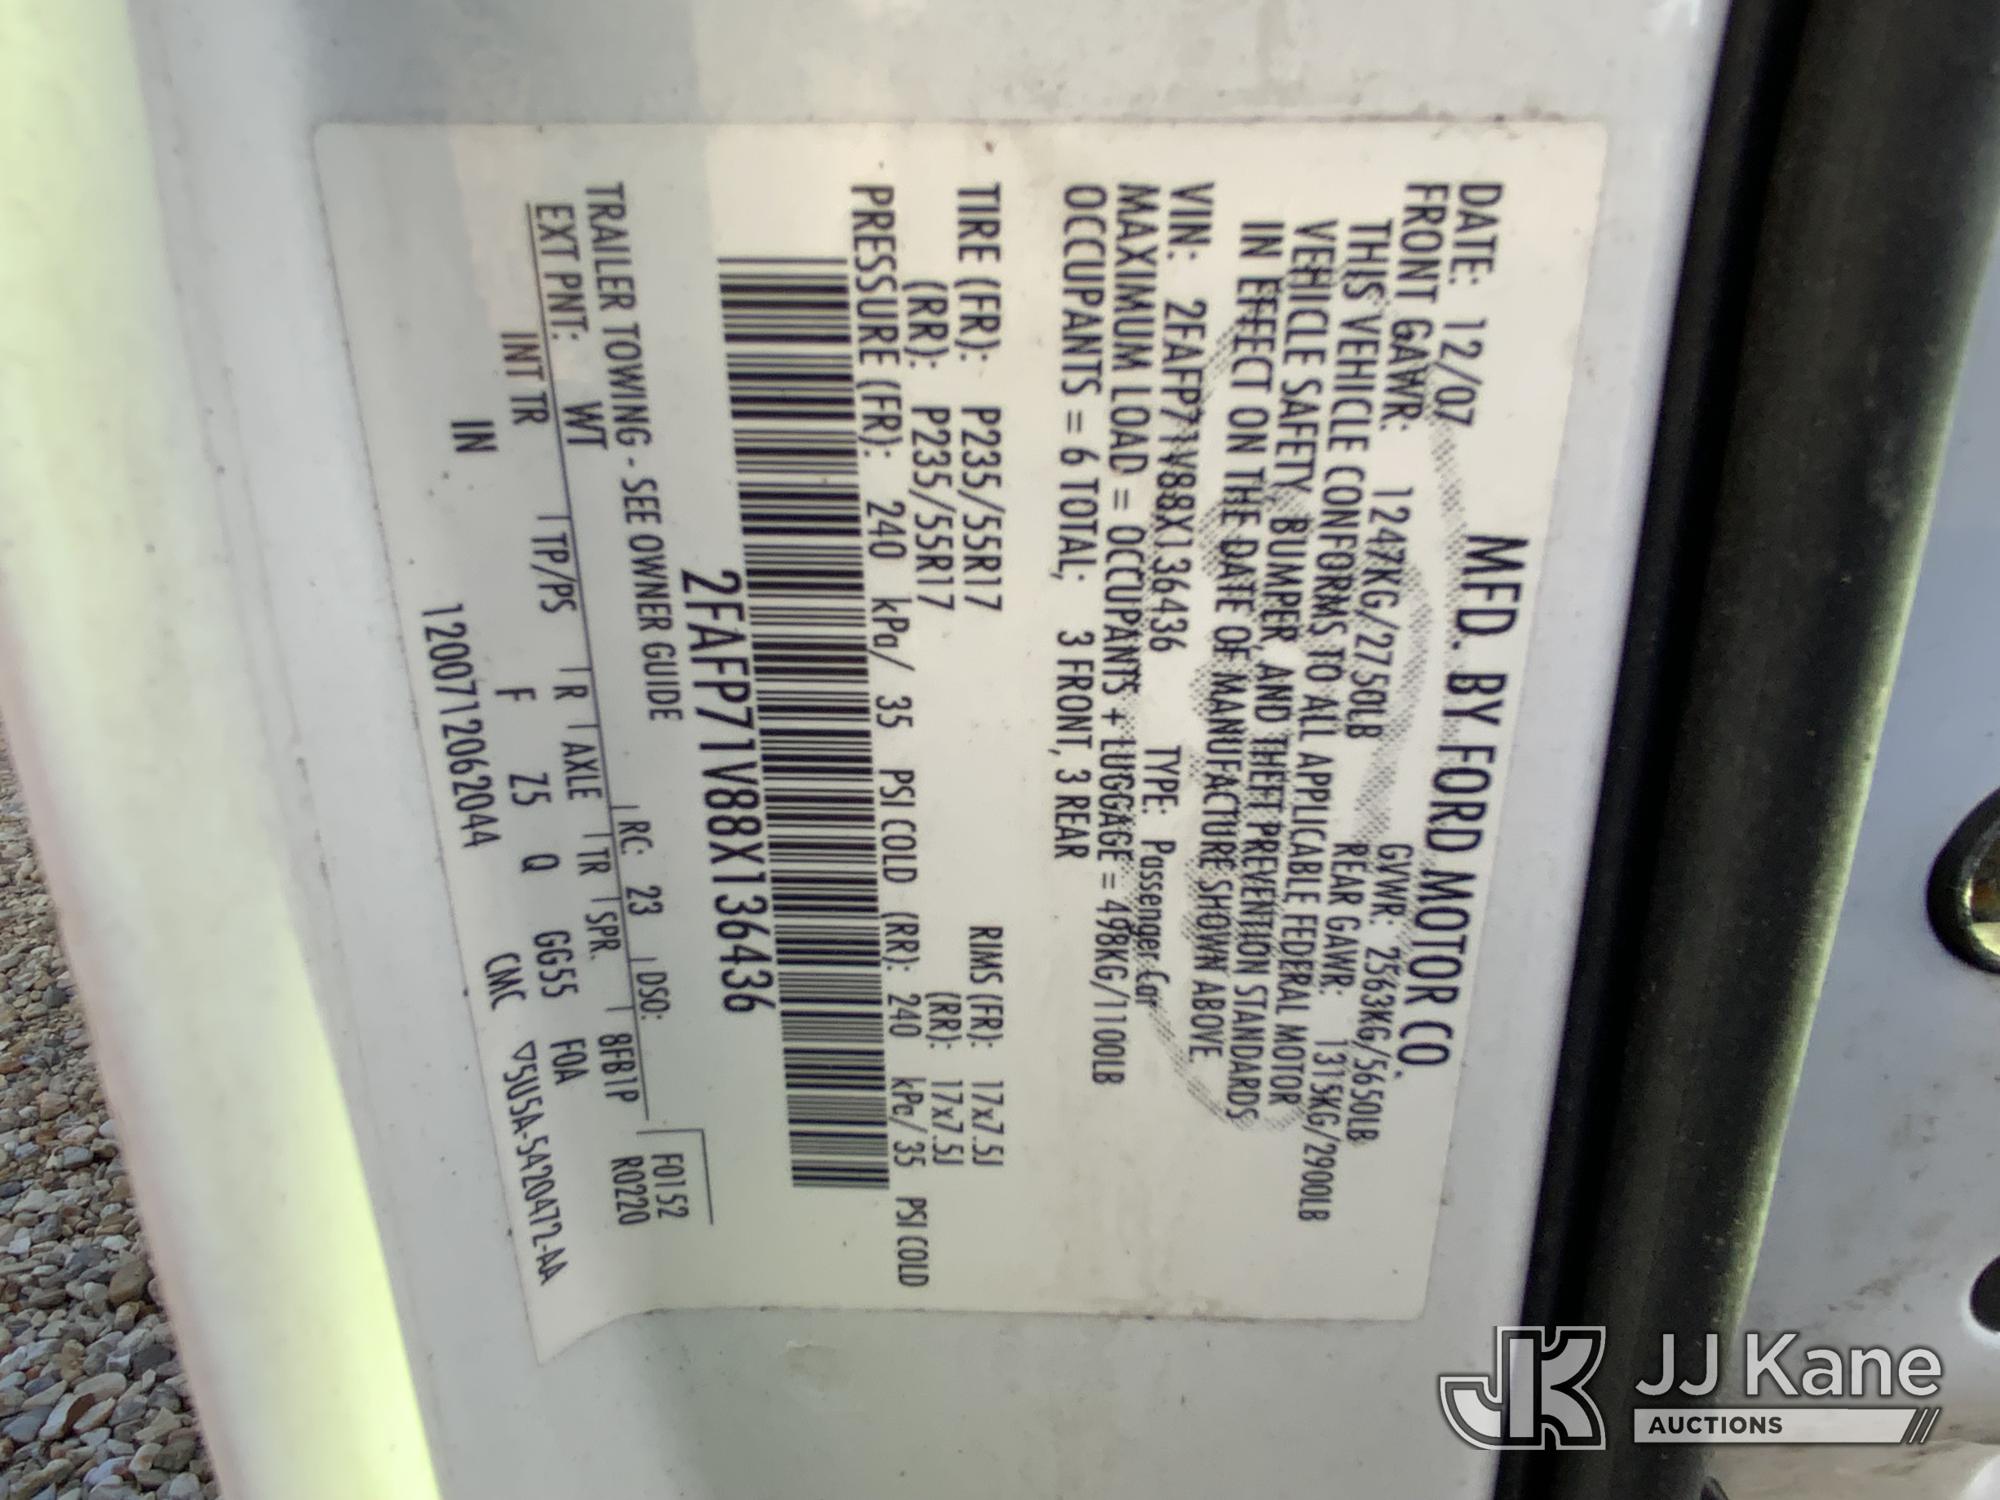 MFD. BY FORD MOTOR CO.
DATE: 12/07 GVWR: 2563KG/5650LB
FRONT GAWR: 1247KG/2750LB REAR GAWR: 1315KG/2900LB
THIS VEHICLE CONFORMS TO ALL APPLICABLE FEDERAL MOTOR
VEHICLE SAFETY, BUMPER, AND THEFT PREVENTION STANDARDS
IN EFFECT ON THE DATE OF MANUFACTURE SHOWN ABOVE.
VIN: 2FAFP71V88X136436 TYPE: Passenger Car
MAXIMUM LOAD = OCCUPANTS + LUGGAGE = 498KG/1100LB
OCCUPANTS = 6 TOTAL; 3 FRONT, 3 REAR
TIRE (FR): P235/55R17 RIMS (FR): 17x7.5J
(RR): P235/55R17 (RR): 17x7.5J
PRESSURE (FR): 240 kPa/ 35 PSI COLD (RR): 240 kPa/ 35 PSI COLD
2FAFP71V88X136436
F0152
TRAILER TOWING - SEE OWNER GUIDE RC: 23 DSO: R0220
EXT PNT: WT 8FB1P
INT TR TP/PS R AXLE TR SPR.
IN F Z5 Q GG55 F0A
120071206204​4 CMC ▽5U5A-5420472-AA
JK JJ Kane
AUCTIONS